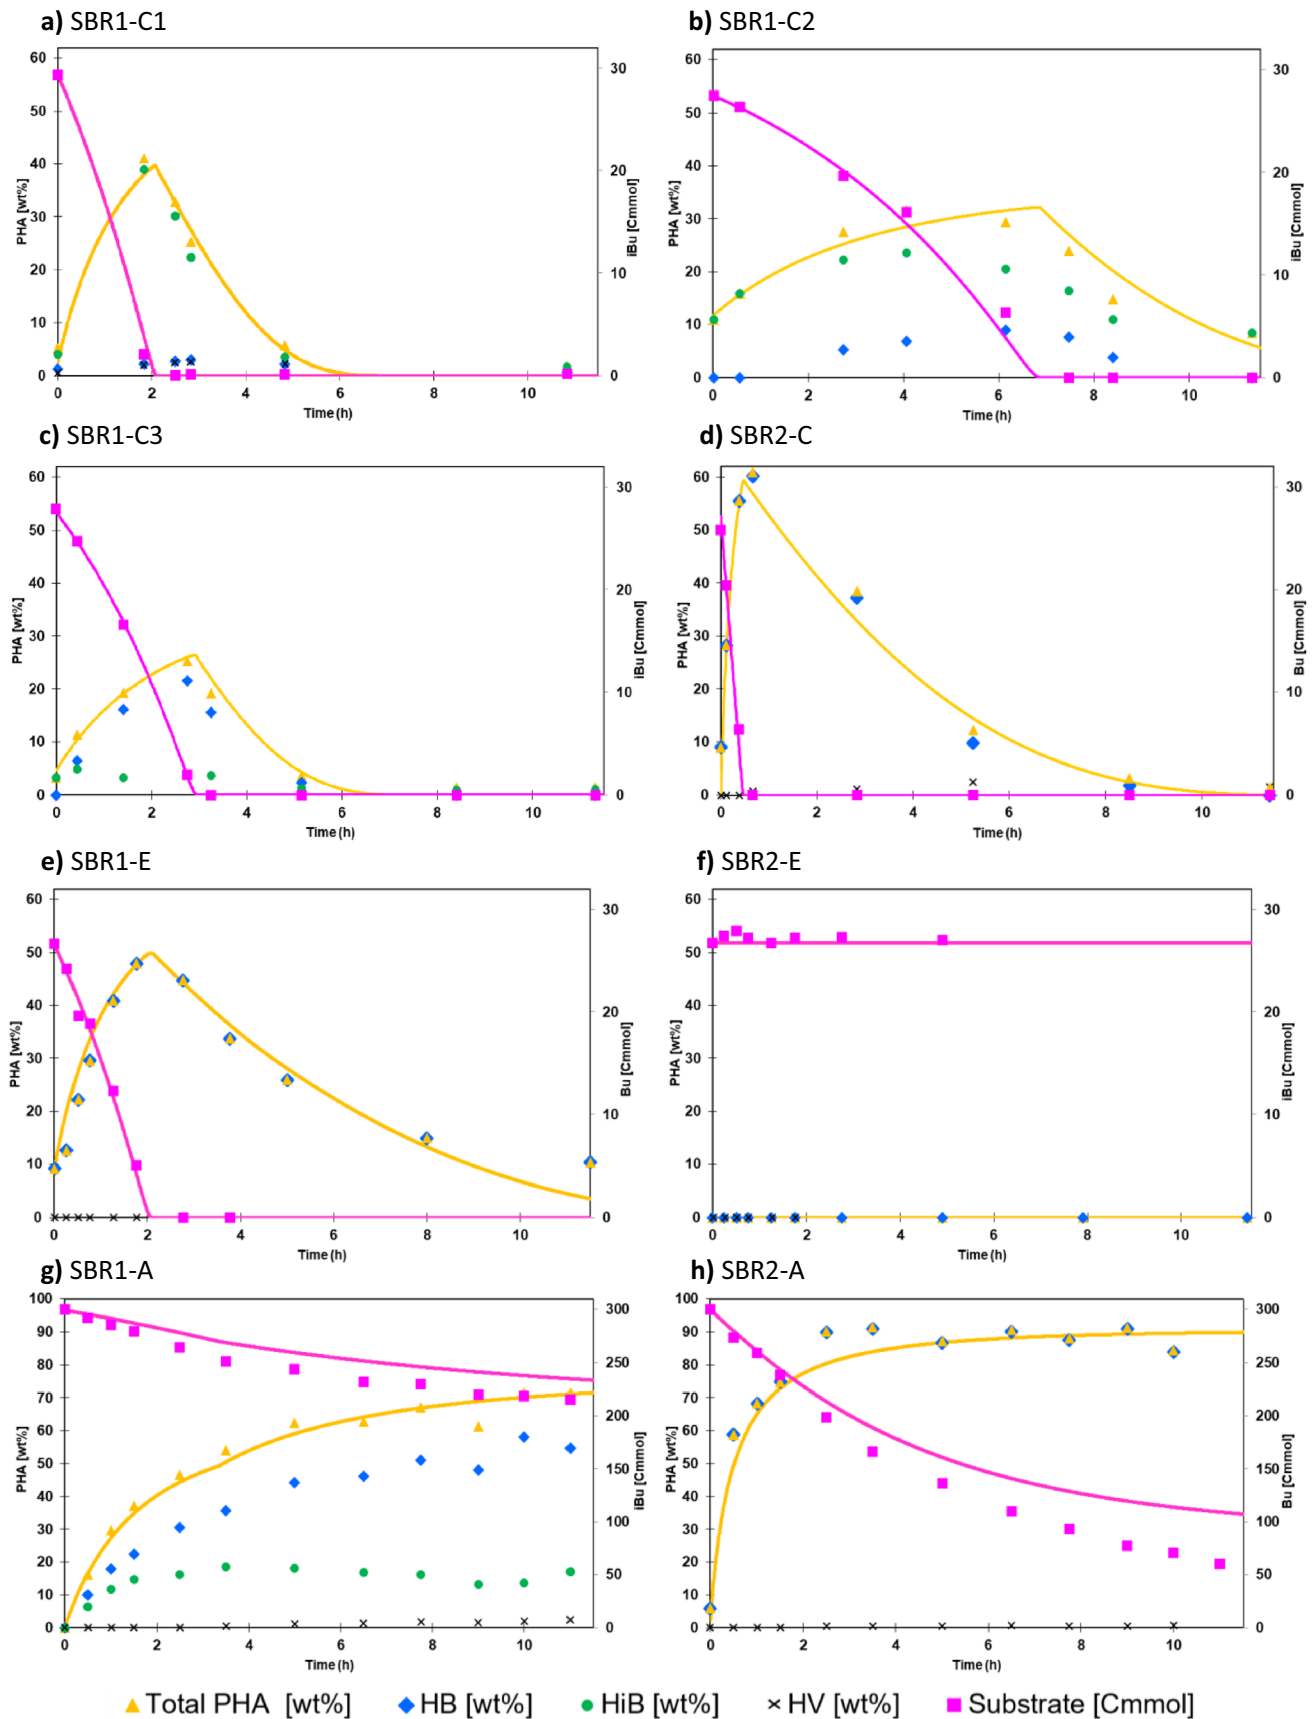 a) SBR1-C1
60
50
40
30
20
10
0
PHA [wt%]
30
20
10
0
iBu [Cmmol]
0 2 4 6 8 10
Time (h)
b) SBR1-C2
60
50
40
30
20
10
0
PHA [wt%]
30
20
10
0
iBu [Cmmol]
0 2 4 6 8 10
Time (h)
c) SBR1-C3
60
50
40
30
20
10
0
PHA [wt%]
30
20
10
0
iBu [Cmmol]
0 2 4 6 8 10
Time (h)
d) SBR2-C
60
50
40
30
20
10
0
PHA [wt%]
30
20
10
0
Bu [Cmmol]
0 2 4 6 8 10
Time (h)
e) SBR1-E
60
50
40
30
20
10
0
PHA [wt%]
30
20
10
0
Bu [Cmmol]
0 2 4 6 8 10
Time (h)
f) SBR2-E
60
50
40
30
20
10
0
PHA [wt%]
30
20
10
0
iBu [Cmmol]
0 2 4 6 8 10
Time (h)
g) SBR1-A
100
90
80
70
60
50
40
30
20
10
0
PHA [wt%]
300
250
200
150
100
50
0
iBu [Cmmol]
0 2 4 6 8 10
Time (h)
h) SBR2-A
100
90
80
70
60
50
40
30
20
10
0
PHA [wt%]
300
250
200
150
100
50
0
Bu [Cmmol]
0 2 4 6 8 10
Time (h)
Total PHA [wt%] HB [wt%] HiB [wt%] HV [wt%] Substrate [Cmmol]